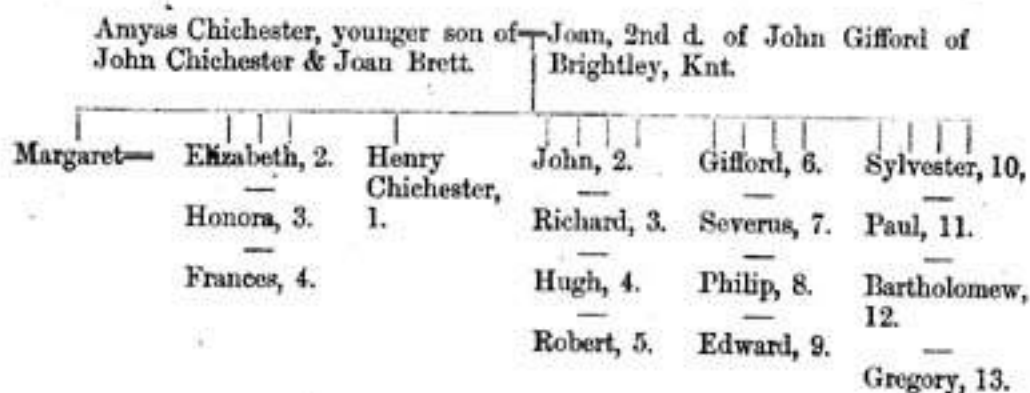 Amyas Chichester, younger son of Joan, 2nd d. of John Gifford of
John Chichester & Joan Brett. Brightley, Knt.
Margaret Elizabeth, 2. Henry John, 2. Gifford, 6. Sylvester, 10,
Chichester,
Honora, 3. 1. Richard, 3. Severus, 7. Paul, 11.
Frances, 4. Hugh, 4. Philip, 8. Bartholomew,
12.
Robert, 5. Edward, 9.
Gregory, 13.